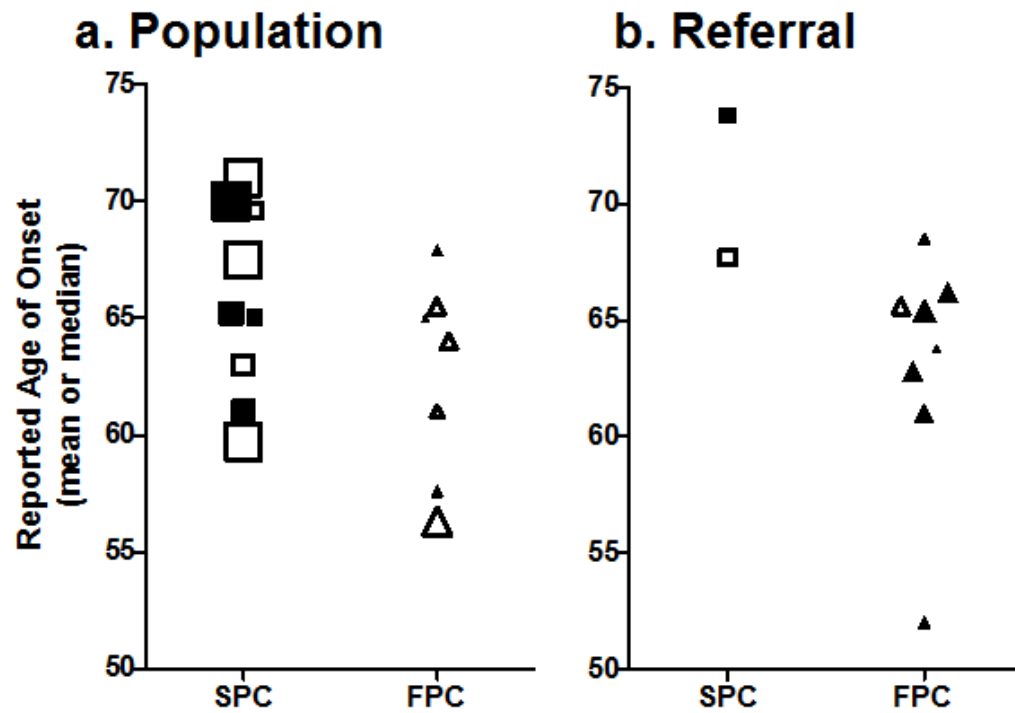 a. Population
b. Referral
Reported Age of Onset
(mean or median)
75
70
65
60
55
50
SPC
FPC
75
70
65
60
55
50
SPC
FPC